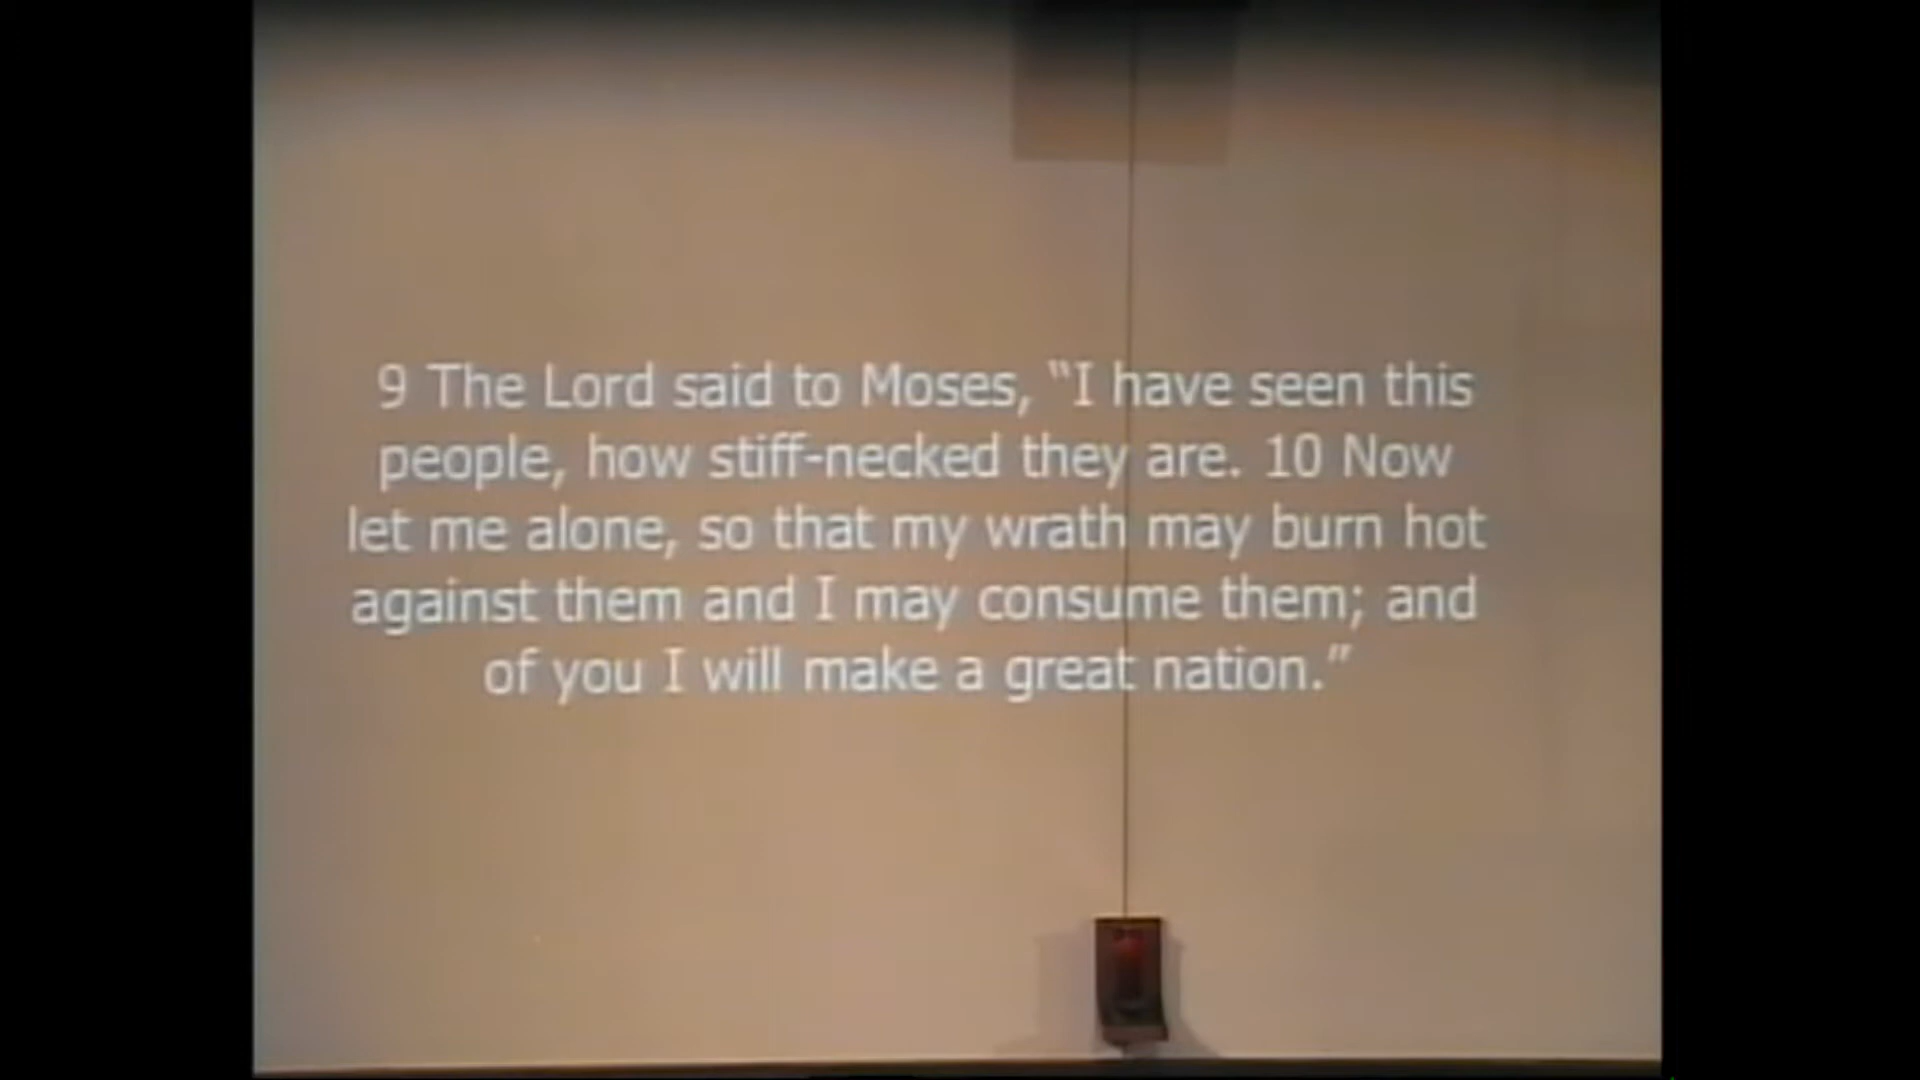 9 The Lord said to Moses, “I have seen this
people, how stiff-necked they are. 10 Now
let me alone, so that my wrath may burn hot
against them and I may consume them; and
of you I will make a great nation.”